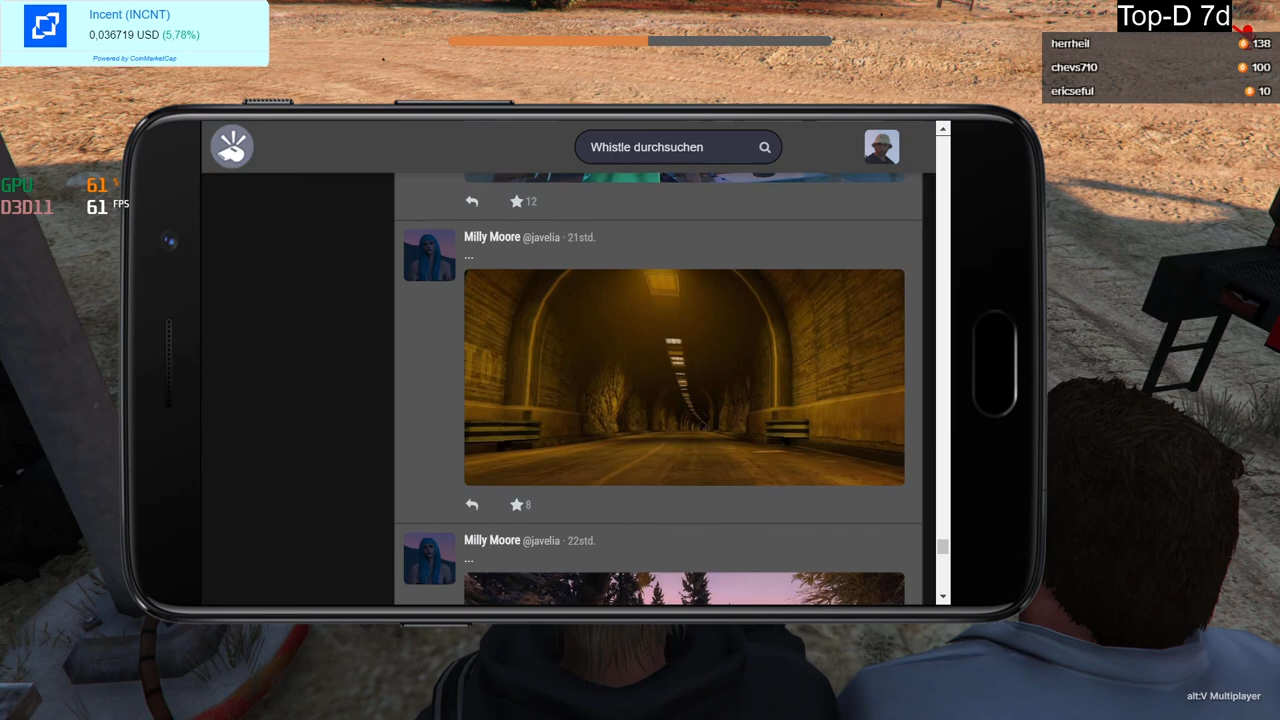 Incent (INCNT)
0,036719 USD (5,78%)
Powered by CoinMarketCap
Top-D 7d
herrheil 138
chevs710 100
ericseful 10
GPU 61 %
D3D11 61 FPS
Whistle durchsuchen
12
Milly Moore @javelia · 21std.
...
8
Milly Moore @javelia · 22std.
...
alt:V Multiplayer